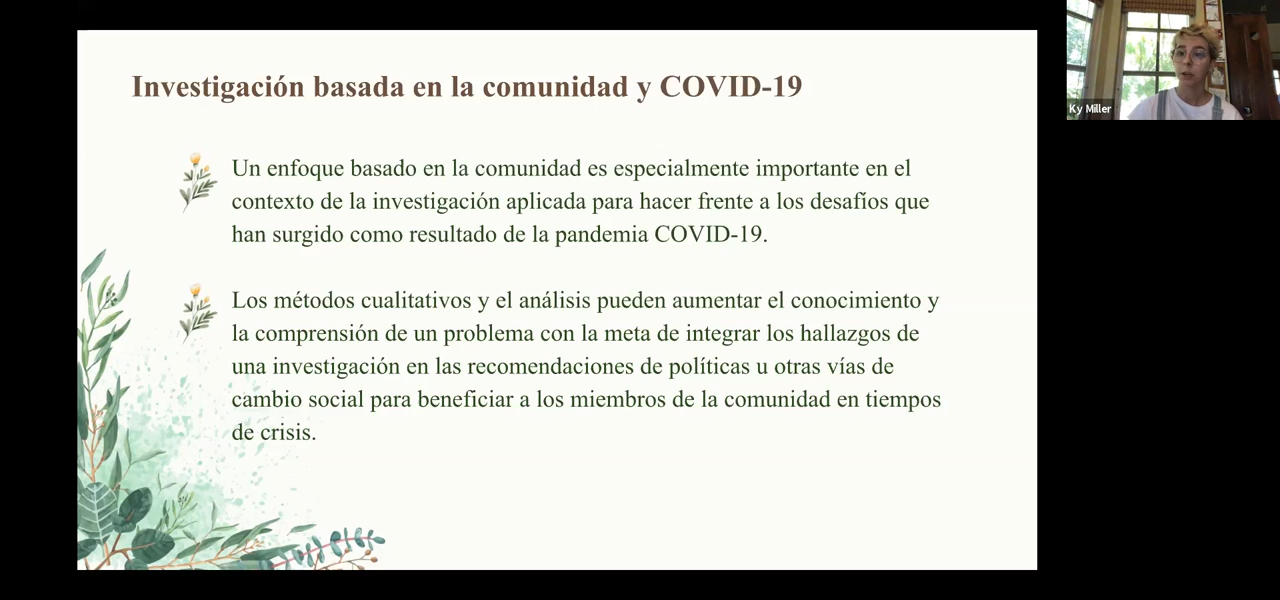 Investigación basada en la comunidad y COVID-19
Un enfoque basado en la comunidad es especialmente importante en el
contexto de la investigación aplicada para hacer frente a los desafíos que
han surgido como resultado de la pandemia COVID-19.
Los métodos cualitativos y el análisis pueden aumentar el conocimiento y
la comprensión de un problema con la meta de integrar los hallazgos de
una investigación en las recomendaciones de políticas u otras vías de
cambio social para beneficiar a los miembros de la comunidad en tiempos
de crisis.
Ky Miller